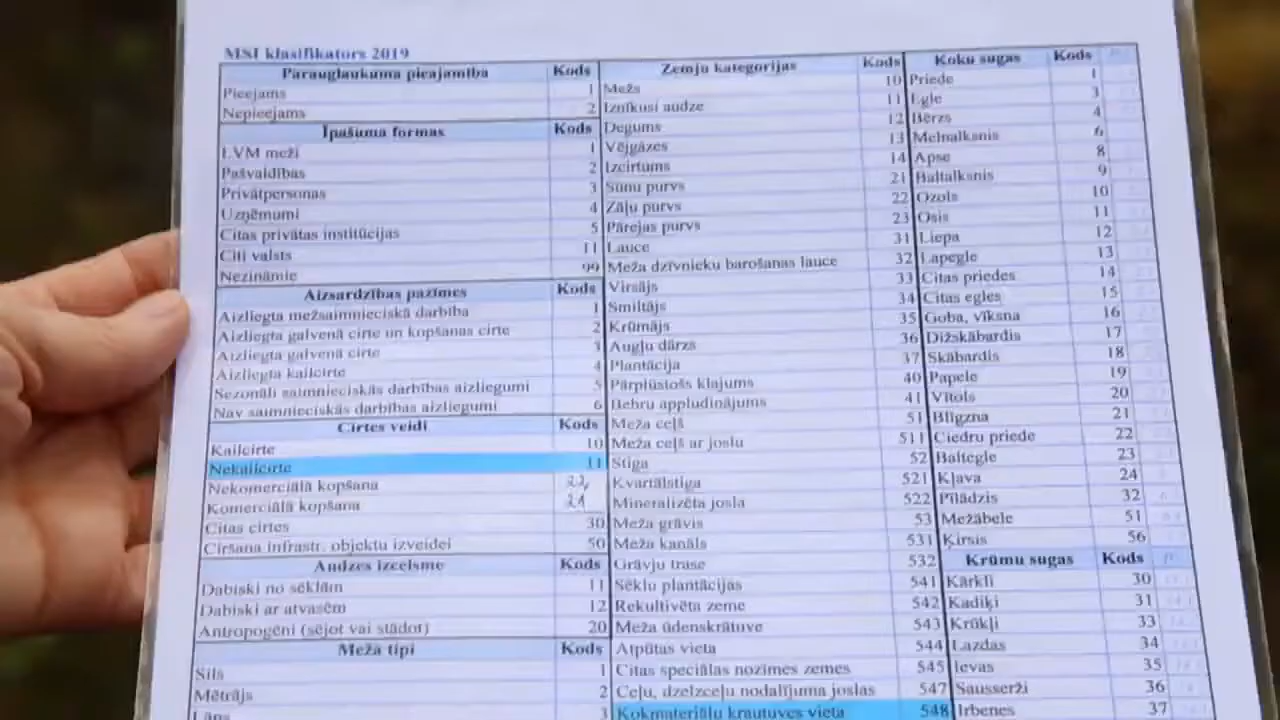 MSI klasifikators 2019
Parauglaukuma pieejamība Kods
Pieejams 1
Nepieejams 2
Īpašuma formas Kods
LVM meži 1
Pašvaldības 2
Privātpersonas 3
Uzņēmumi 4
Citas privātas institūcijas 5
Citi valsts 11
Nezināmie 99
Aizsardzības pazīmes Kods
Aizliegta mežsaimnieciskā darbība 1
Aizliegta galvenā cirte un kopšanas cirte 2
Aizliegta galvenā cirte 3
Aizliegta kailcirte 4
Sezonāli saimnieciskās darbības aizliegumi 5
Nav saimnieciskās darbības aizliegumi 6
Cirtes veidi Kods
Kailcirte 10
Nekailcirte 11
Nekomerciālā kopšana 22
Komerciālā kopšana 21
Citas cirtes 30
Ciršana infrastr. objektu izveidei 50
Audzes izcelsme Kods
Dabiski no sēklām 11
Dabiski ar atvasēm 12
Antropogēni (sējot vai stādot) 20
Meža tipi Kods
Sils 1
Mētrājs 2
Lāns 3
Zemju kategorijas Kods
Mežs 10
Iznīkusi audze 11
Degums 12
Vējgāzes 13
Izcirtums 14
Sūnu purvs 21
Zāļu purvs 22
Pārejas purvs 23
Lauce 31
Meža dzīvnieku barošanas lauce 32
Virsājs 33
Smiltājs 34
Krūmājs 35
Augļu dārzs 36
Plantācija 37
Pārplūstošs klajums 40
Bebru appludinājums 41
Meža ceļš 51
Meža ceļš ar joslu 511
Stiga 52
Kvartālstiga 521
Mineralizēta josla 522
Meža grāvis 53
Meža kanāls 531
Grāvju trase 532
Sēklu plantācijas 541
Rekultivēta zeme 542
Meža ūdenskrātuve 543
Atpūtas vieta 544
Citas speciālas nozīmes zemes 545
Ceļu, dzelzceļu nodalījuma joslas 547
Kokmateriālu krautuves vieta 548
Koku sugas Kods
Priede 1
Egle 3
Bērzs 4
Melnalksnis 6
Apse 8
Baltalksnis 9
Ozols 10
Osis 11
Liepa 12
Lapegle 13
Citas priedes 14
Citas egles 15
Goba, vīksna 16
Dižskābardis 17
Skābardis 18
Papele 19
Vītols 20
Blīgzna 21
Ciedru priede 22
Baltegle 23
Kļava 24
Pīlādzis 32
Mežābele 51
Ķirsis 56
Krūmu sugas Kods
Kārkli 30
Kadiķi 31
Krūkļi 33
Lazdas 34
Ievas 35
Sausserži 36
Irbenes 37